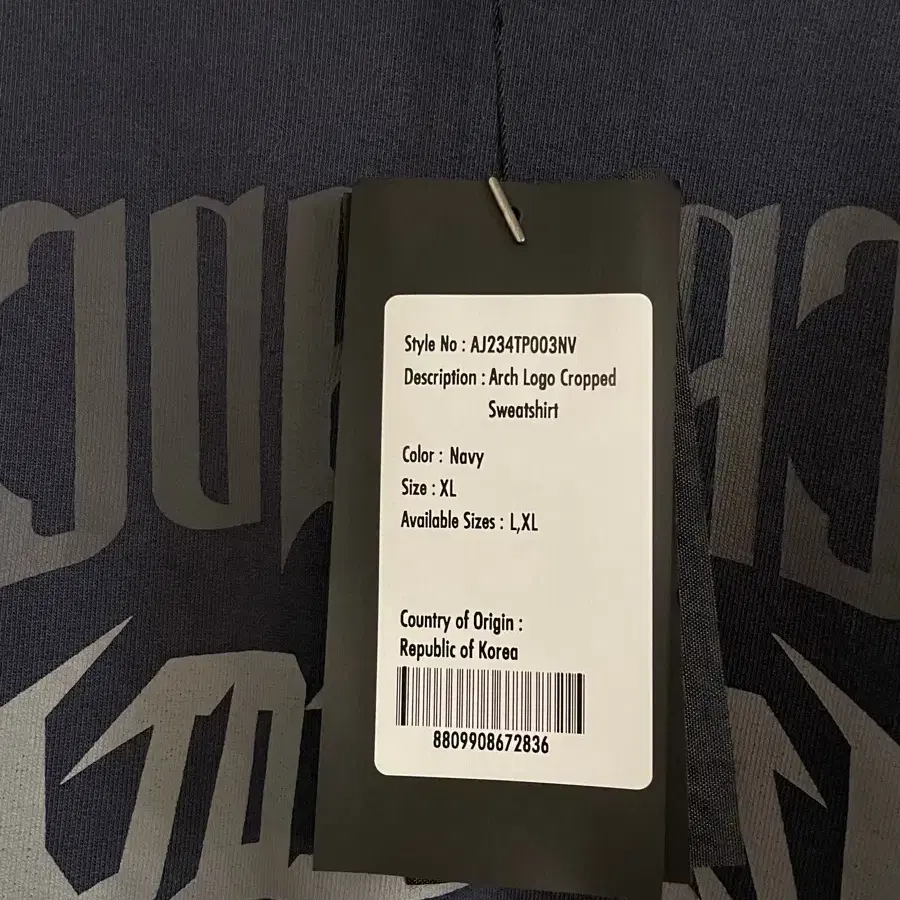 Style No : AJ234TP003NV
Description : Arch Logo Cropped
Sweatshirt
Color : Navy
Size : XL
Available Sizes : L,XL
Country of Origin :
Republic of Korea
8809908672836